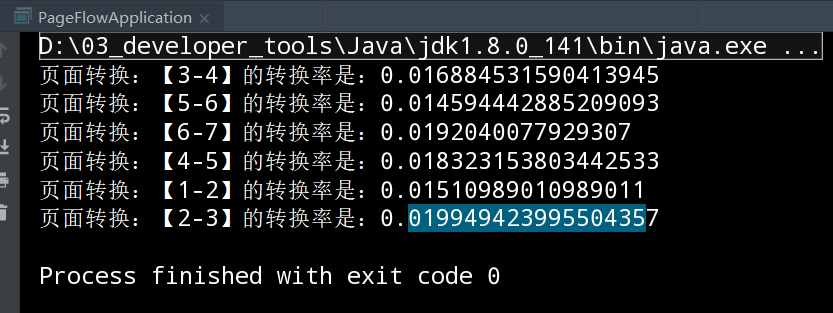 PageFlowApplication ×
D:\03_developer_tools\Java\jdk1.8.0_141\bin\java.exe ...
页面转换：【3-4】的转换率是：0.016884531590413945
页面转换：【5-6】的转换率是：0.014594442885209093
页面转换：【6-7】的转换率是：0.0192040077929307
页面转换：【4-5】的转换率是：0.018323153803442533
页面转换：【1-2】的转换率是：0.01510989010989011
页面转换：【2-3】的转换率是：0.019949423995504357
Process finished with exit code 0